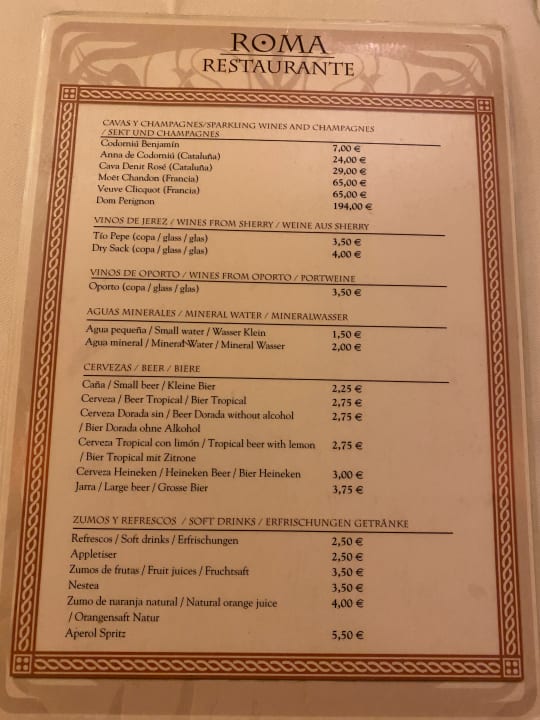 ROMA
RESTAURANTE
CAVAS Y CHAMPAGNES/SPARKLING WINES AND CHAMPAGNES
/ SEKT UND CHAMPAGNES
Codorniú Benjamín 7,00 €
Anna de Codorniú (Cataluña) 24,00 €
Cava Denit Rosé (Cataluña) 29,00 €
Moët Chandon (Francia) 65,00 €
Veuve Clicquot (Francia) 65,00 €
Dom Perignon 194,00 €
VINOS DE JEREZ / WINES FROM SHERRY / WEINE AUS SHERRY
Tío Pepe (copa / glass / glas) 3,50 €
Dry Sack (copa / glass / glas) 4,00 €
VINOS DE OPORTO / WINES FROM OPORTO / PORTWEINE
Oporto (copa / glass / glas) 3,50 €
AGUAS MINERALES / MINERAL WATER / MINERALWASSER
Agua pequeña / Small water / Wasser Klein 1,50 €
Agua mineral / Mineral Water / Mineral Wasser 2,00 €
CERVEZAS / BEER / BIERE
Caña / Small beer / Kleine Bier 2,25 €
Cerveza / Beer Tropical / Bier Tropical 2,75 €
Cerveza Dorada sin / Beer Dorada without alcohol 2,75 €
/ Bier Dorada ohne Alkohol
Cerveza Tropical con limón / Tropical beer with lemon 2,75 €
/ Bier Tropical mit Zitrone
Cerveza Heineken / Heineken Beer / Bier Heineken 3,00 €
Jarra / Large beer / Grosse Bier 3,75 €
ZUMOS Y REFRESCOS / SOFT DRINKS / ERFRISCHUNGEN GETRÄNKE
Refrescos / Soft drinks / Erfrischungen 2,50 €
Appletiser 2,50 €
Zumos de frutas / Fruit juices / Fruchtsaft 3,50 €
Nestea 3,50 €
Zumo de naranja natural / Natural orange juice 4,00 €
/ Orangensaft Natur
Aperol Spritz 5,50 €